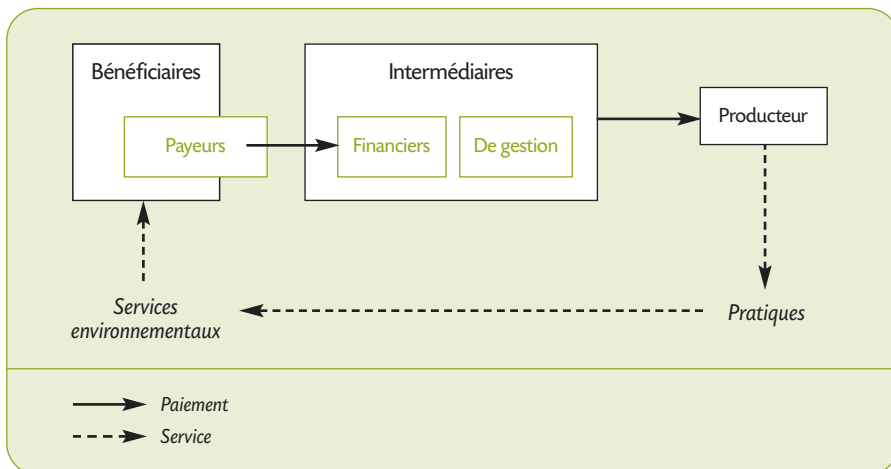 Bénéficiaires
Intermédiaires
Payeurs
Financiers
De gestion
Producteur
Services
environnementaux
Pratiques
Paiement
Service